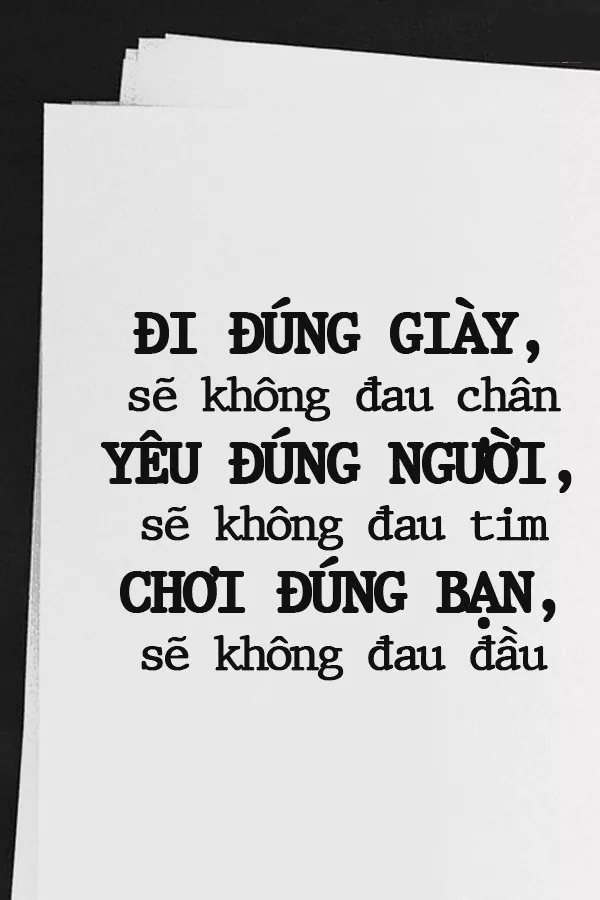 ĐI ĐÚNG GIÀY,
sẽ không đau chân
YÊU ĐÚNG NGƯỜI,
sẽ không đau tim
CHƠI ĐÚNG BẠN,
sẽ không đau đầu